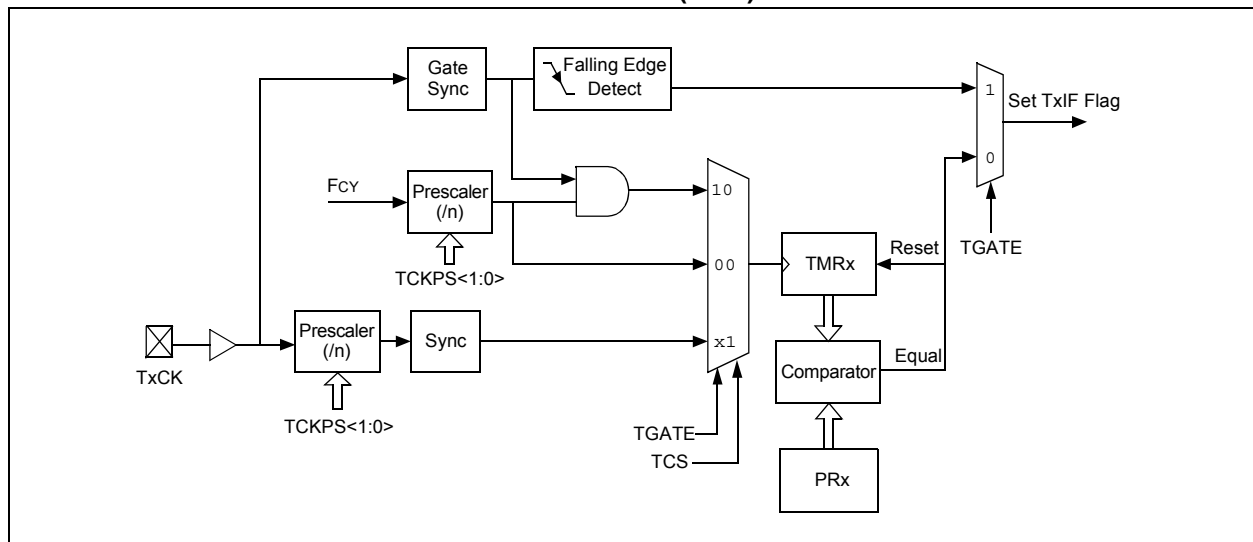 Gate
Sync
Falling Edge
Detect
1
Set TxIF Flag
0
TGATE
FCY
Prescaler
(/n)
TCKPS<1:0>
10
00
x1
TMRx
Reset
TxCK
Prescaler
(/n)
Sync
TCKPS<1:0>
Comparator
Equal
TGATE
TCS
PRx